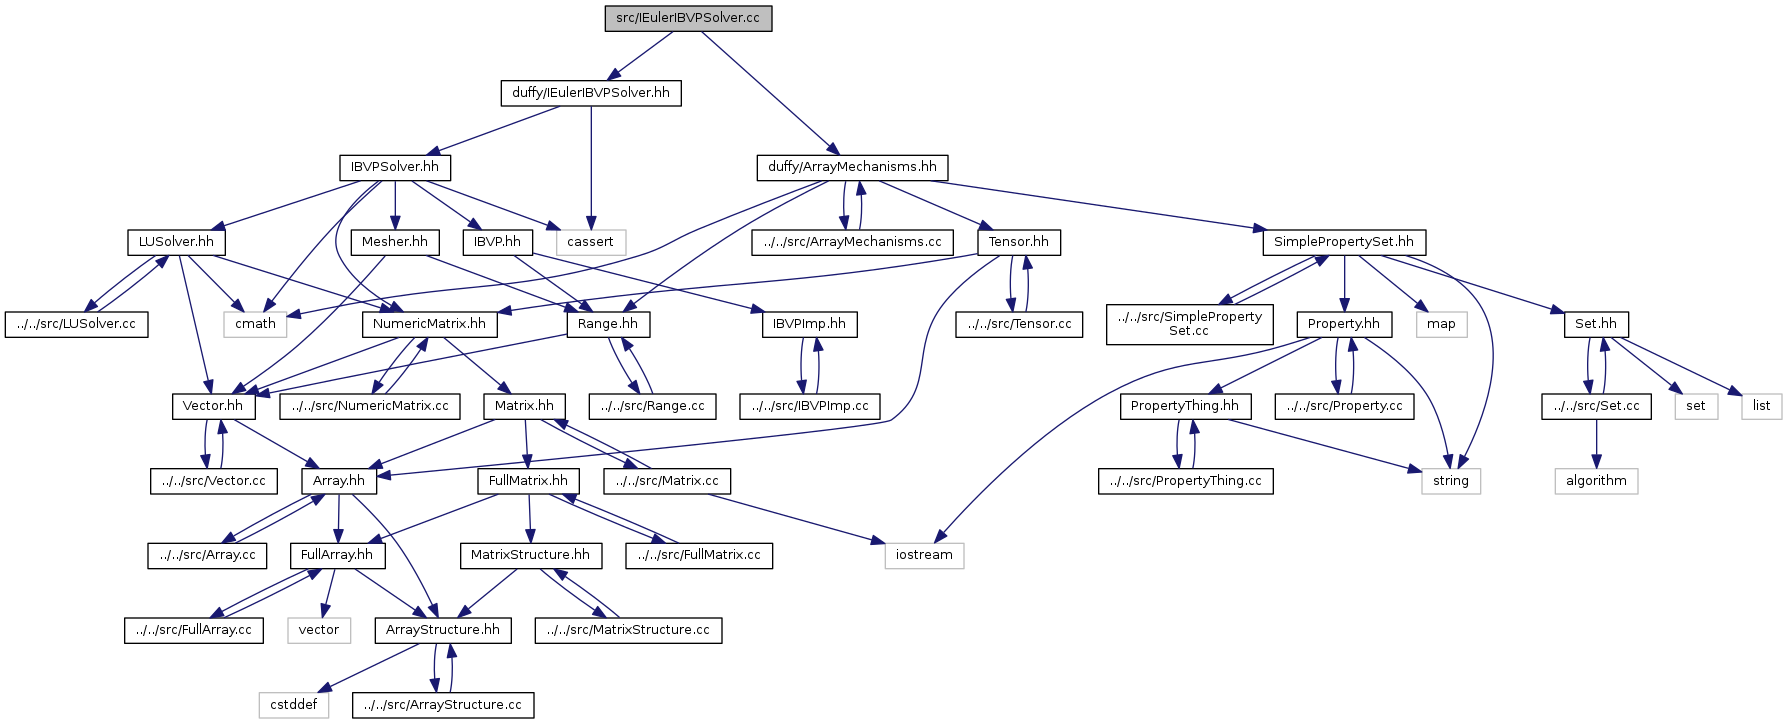 src/IEulerIBVPSolver.cc
duffy/IEulerIBVPSolver.hh
IBVPSolver.hh
duffy/ArrayMechanisms.hh
LUSolver.hh
Mesher.hh
IBVP.hh
cassert
../../src/ArrayMechanisms.cc
Tensor.hh
SimplePropertySet.hh
../../src/LUSolver.cc
cmath
NumericMatrix.hh
Range.hh
IBVPImp.hh
../../src/Tensor.cc
../../src/SimpleProperty
Set.cc
Property.hh
map
Set.hh
Vector.hh
../../src/NumericMatrix.cc
Matrix.hh
../../src/Range.cc
../../src/IBVPImp.cc
PropertyThing.hh
../../src/Property.cc
../../src/Set.cc
set
list
../../src/Vector.cc
Array.hh
FullMatrix.hh
../../src/Matrix.cc
../../src/PropertyThing.cc
string
algorithm
../../src/Array.cc
FullArray.hh
MatrixStructure.hh
../../src/FullMatrix.cc
iostream
../../src/FullArray.cc
vector
ArrayStructure.hh
../../src/MatrixStructure.cc
cstddef
../../src/ArrayStructure.cc